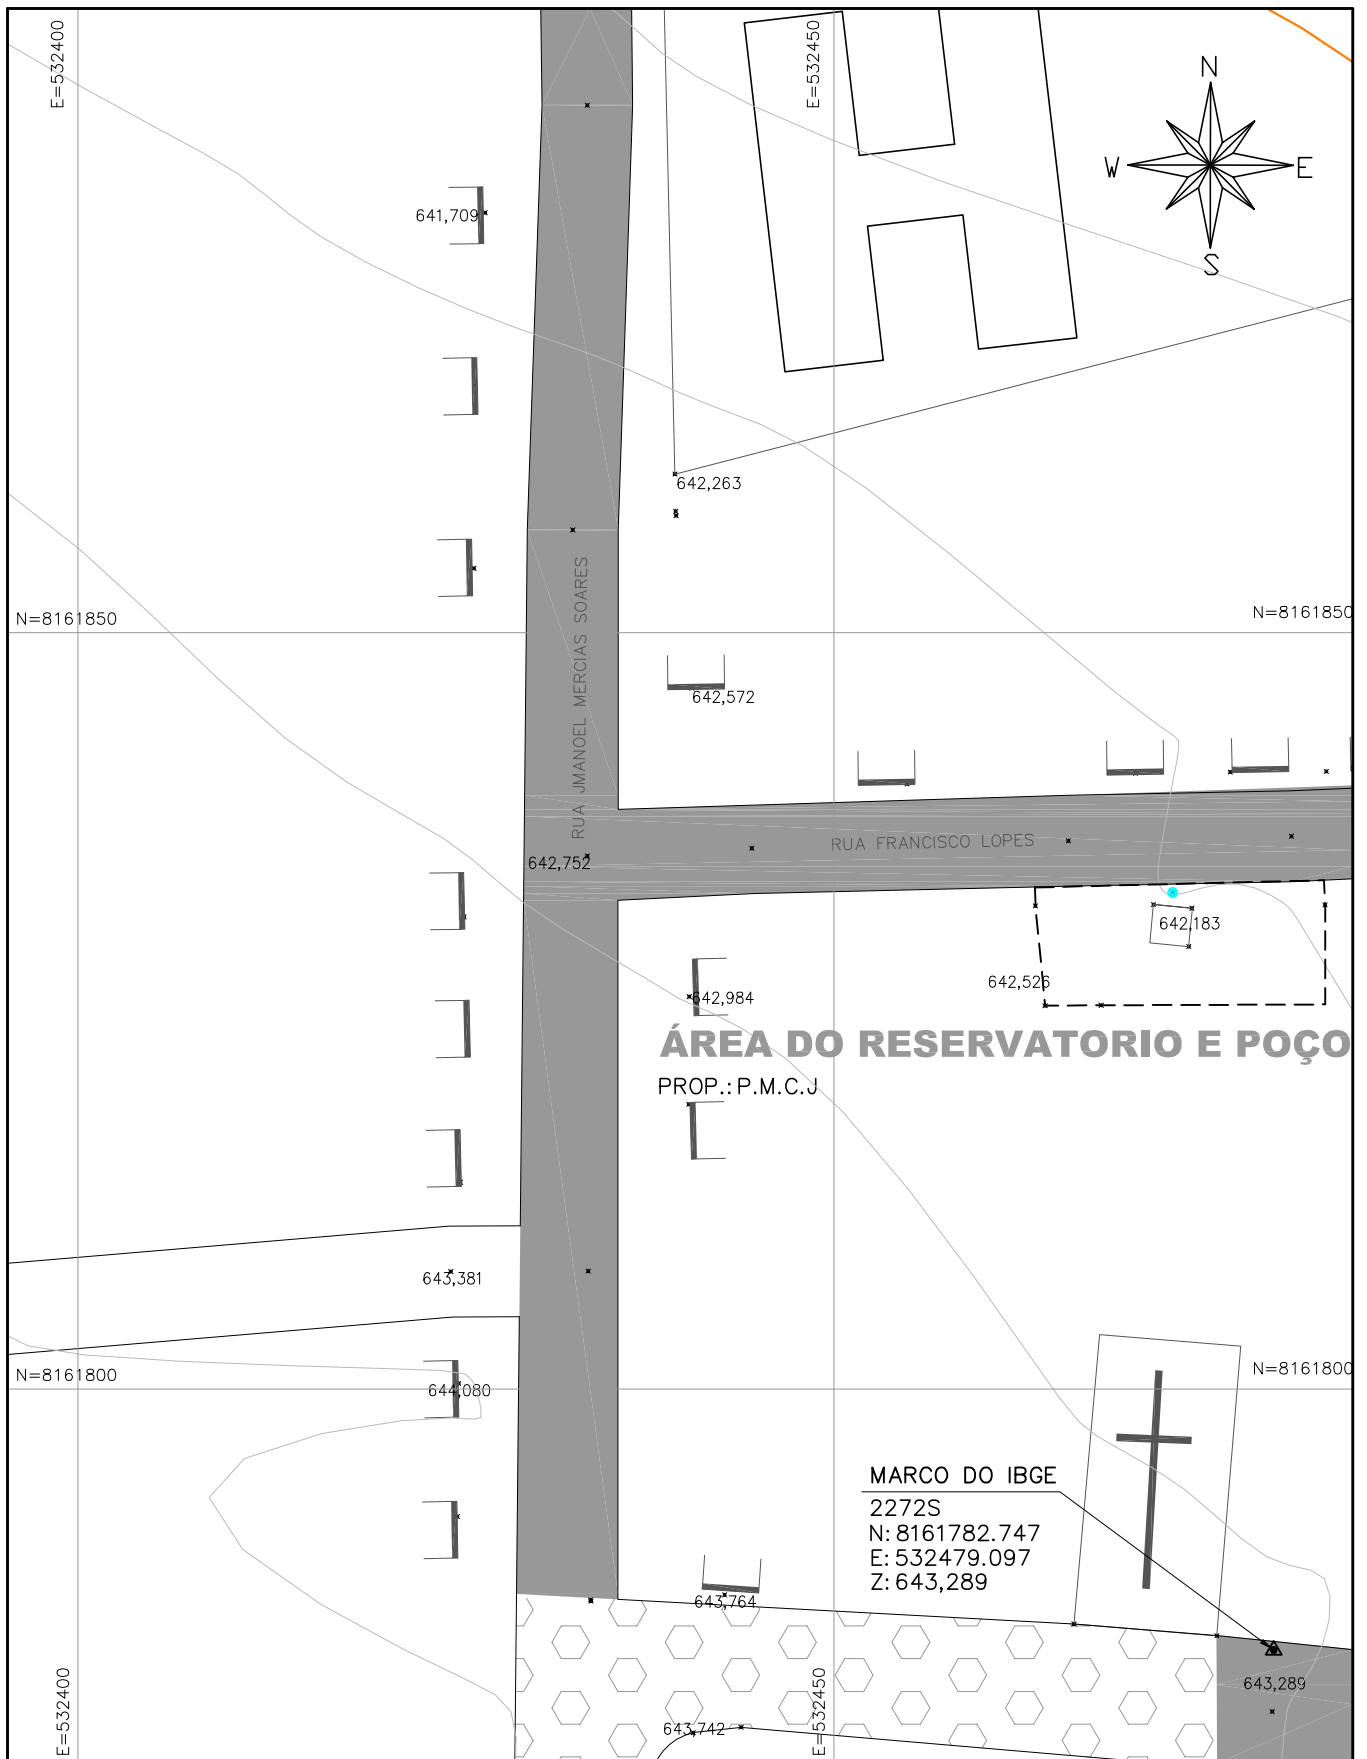 E=532400
E=532450
N
W
E
S
641,709
642,263
RUA JMANOEL MERCIAS SOARES
N=8161850
N=8161850
642,572
RUA FRANCISCO LOPES
642,752
642,183
642,526
642,984
ÁREA DO RESERVATORIO E POÇO
PROP.: P.M.C.J
643,381
N=8161800
N=8161800
644,080
MARCO DO IBGE
2272S
N: 8161782.747
E: 532479.097
Z: 643,289
643,764
643,289
643,742
E=532400
E=532450